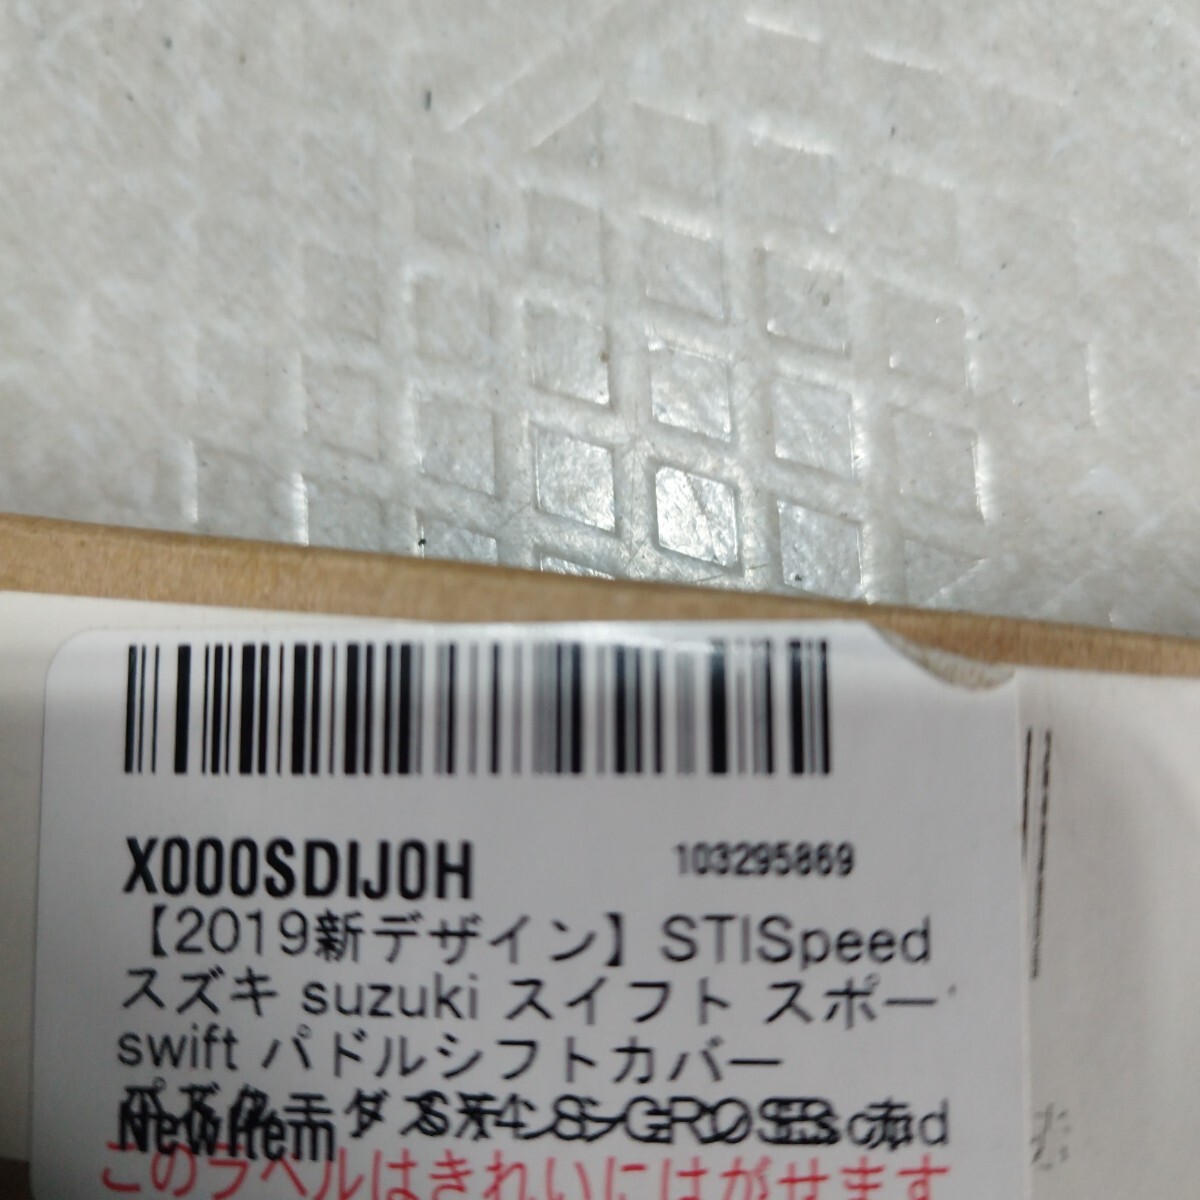 X000SDIJ0H 103295869
【2019新デザイン】STISpeed
スズキ suzuki スイフト スポー
swift パドルシフトカバー
NewItem
このラベルはきれいにはがせます